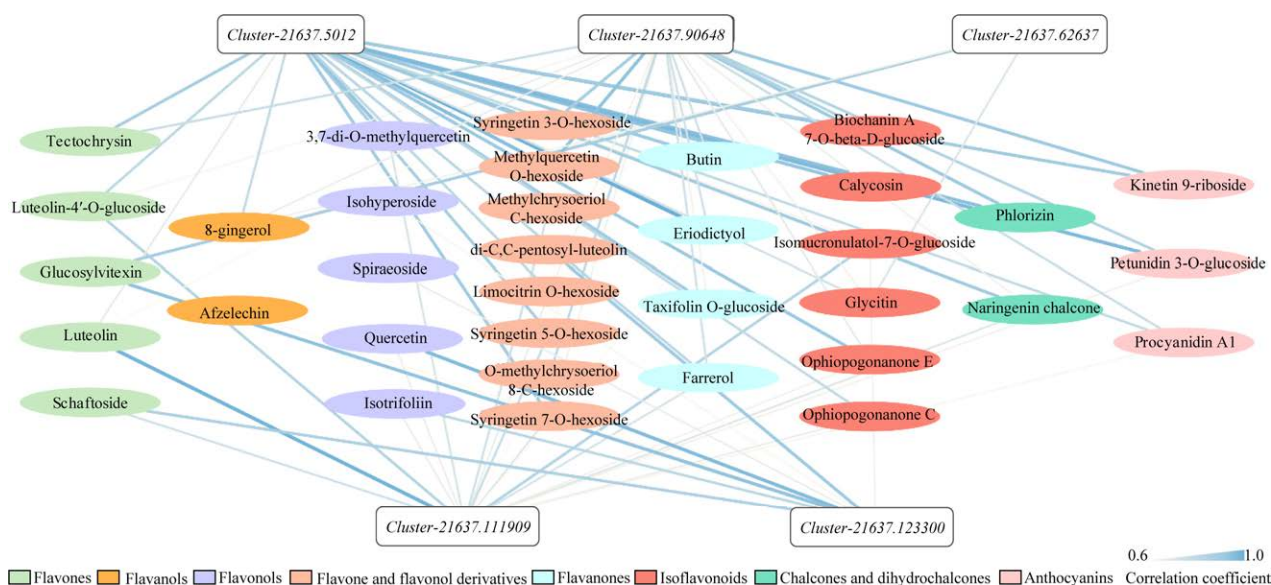 Cluster-21637.5012
Cluster-21637.90648
Cluster-21637.62637
Tectochrysin
Luteolin-4'-O-glucoside
Glucosylvitexin
Luteolin
Schaftoside
8-gingerol
Afzelechin
3,7-di-O-methylquercetin
Isohyperoside
Spiraeoside
Quercetin
Isotrifoliin
Syringetin 3-O-hexoside
Methylquercetin
O-hexoside
Methylchrysoeriol
C-hexoside
di-C,C-pentosyl-luteolin
Limocitrin O-hexoside
Syringetin 5-O-hexoside
O-methylchrysoeriol
8-C-hexoside
Syringetin 7-O-hexoside
Butin
Eriodictyol
Taxifolin O-glucoside
Farrerol
Biochanin A
7-O-beta-D-glucoside
Calycosin
Isomucronulatol-7-O-glucoside
Glycitin
Ophiopogonanone E
Ophiopogonanone C
Phlorizin
Naringenin chalcone
Kinetin 9-riboside
Petunidin 3-O-glucoside
Procyanidin A1
Cluster-21637.111909
Cluster-21637.123300
0.6 1.0
Flavones Flavanols Flavonols Flavone and flavonol derivatives Flavanones Isoflavonoids Chalcones and dihydrochalcones Anthocyanins Correlation coefficient